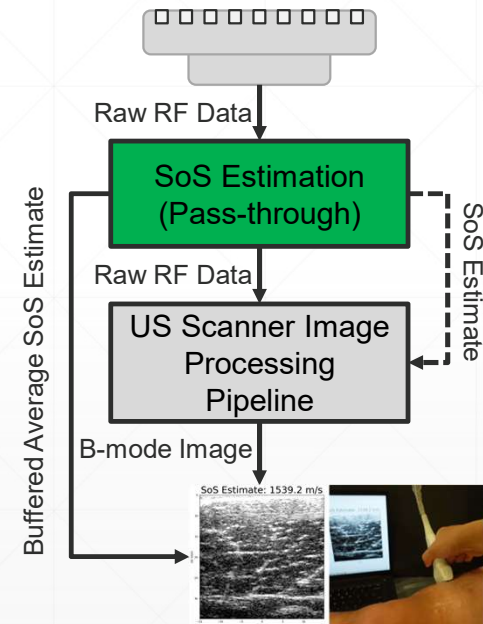 Raw RF Data
SoS Estimation
(Pass-through)
Buffered Average SoS Estimate
SoS Estimate
Raw RF Data
US Scanner Image
Processing
Pipeline
B-mode Image
SoS Estimate: 1539.2 m/s